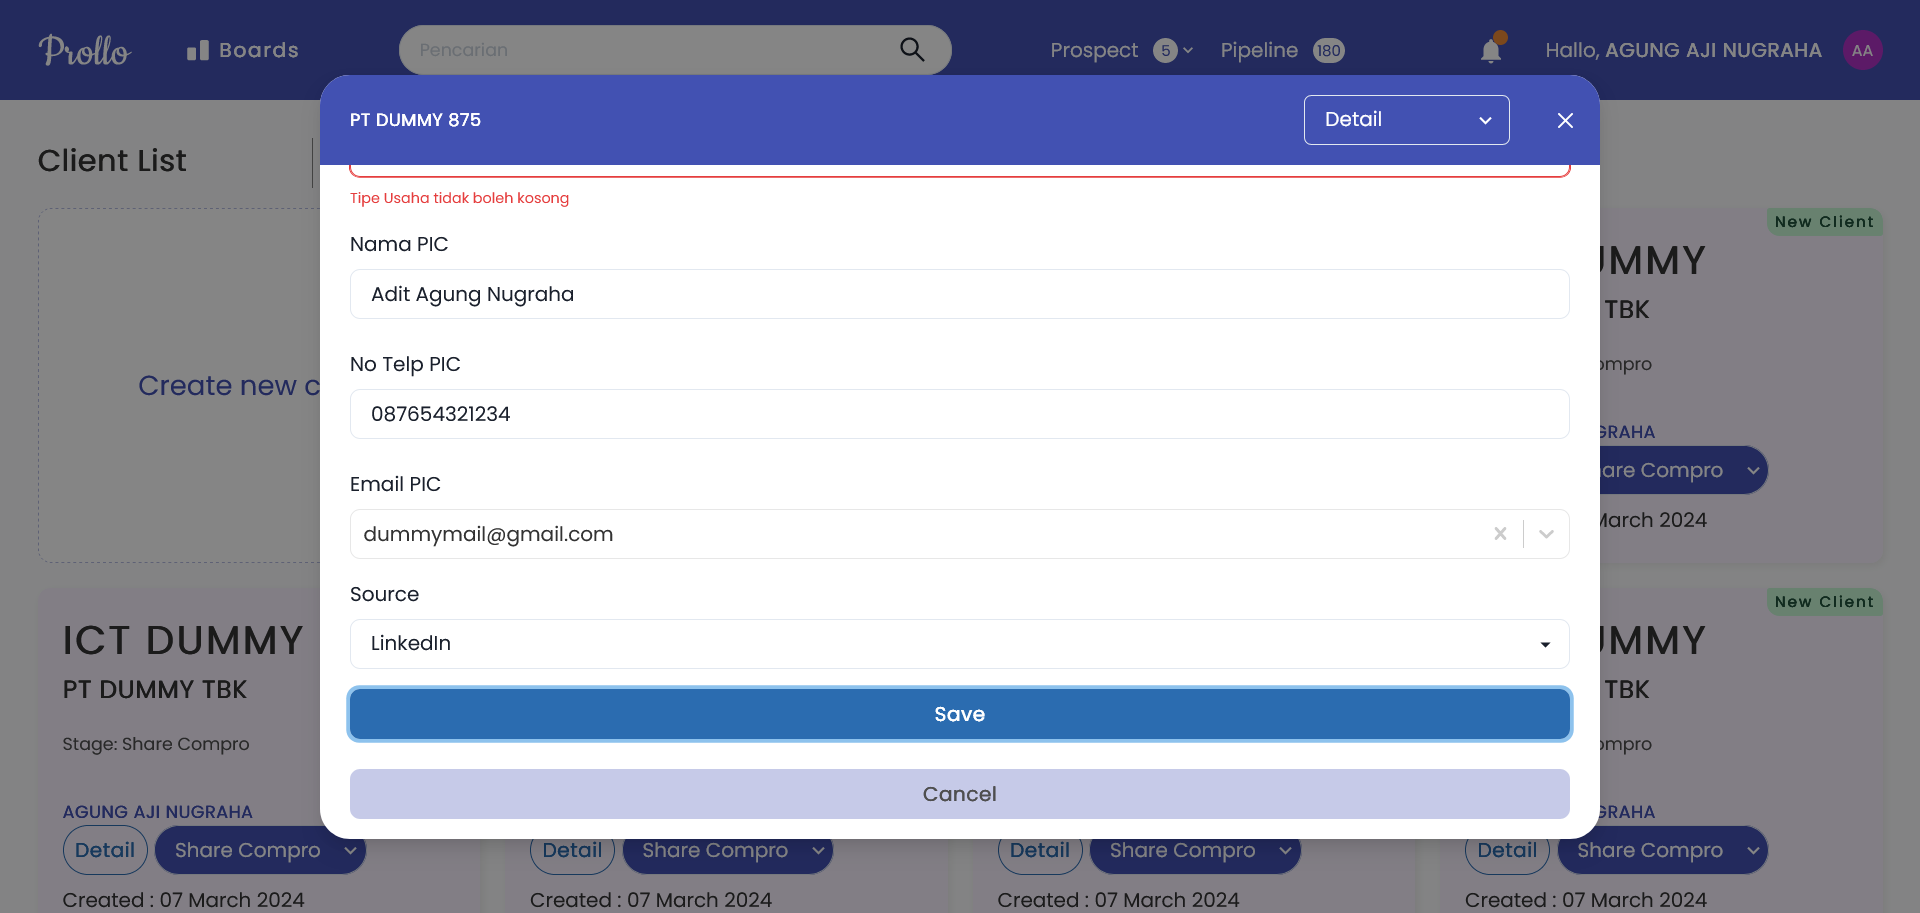 Prollo
Boards
Pencarian
Prospect 5
Pipeline 180
Hallo, AGUNG AJI NUGRAHA
AA
PT DUMMY 875
Detail
Client List
Tipe Usaha tidak boleh kosong
Nama PIC
Adit Agung Nugraha
No Telp PIC
087654321234
Email PIC
dummymail@gmail.com
Source
LinkedIn
Save
Cancel
Create new c
New Client
UMMY
TBK
ompro
GRAHA
are Compro
March 2024
ICT DUMMY
PT DUMMY TBK
Stage: Share Compro
AGUNG AJI NUGRAHA
Detail
Share Compro
Created : 07 March 2024
Detail
Share Compro
Created : 07 March 2024
Detail
Share Compro
Created : 07 March 2024
New Client
UMMY
TBK
ompro
GRAHA
Detail
Share Compro
Created : 07 March 2024